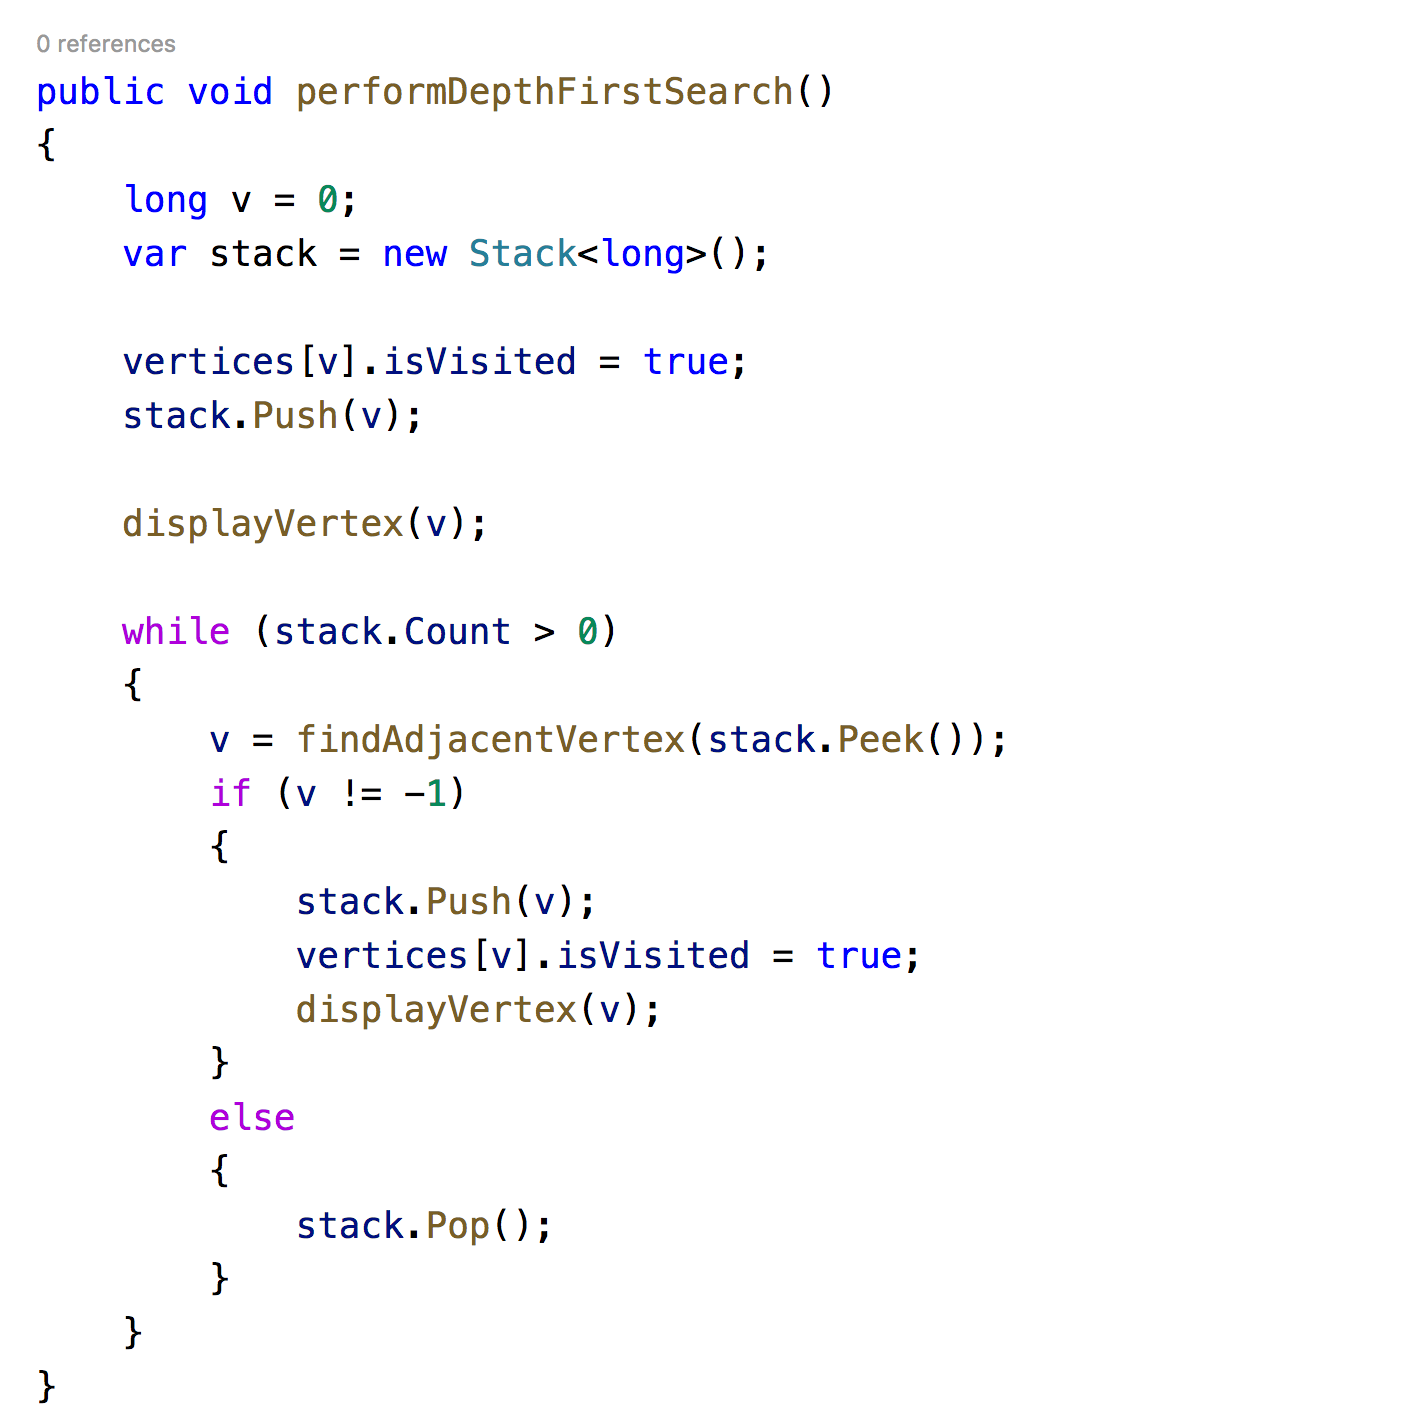 0 references
public void performDepthFirstSearch()
{
    long v = 0;
    var stack = new Stack<long>();

    vertices[v].isVisited = true;
    stack.Push(v);

    displayVertex(v);

    while (stack.Count > 0)
    {
        v = findAdjacentVertex(stack.Peek());
        if (v != -1)
        {
            stack.Push(v);
            vertices[v].isVisited = true;
            displayVertex(v);
        }
        else
        {
            stack.Pop();
        }
    }
}